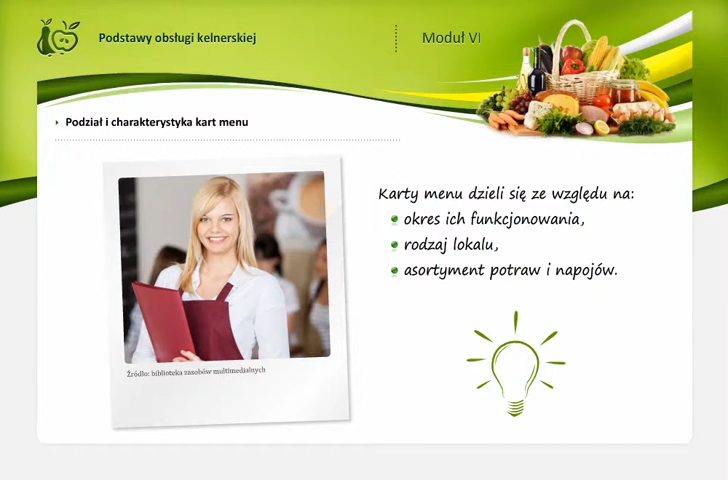 Podstawy obsługi kelnerskiej
Moduł VI
Podział i charakterystyka kart menu
Karty menu dzieli się ze względu na:
okres ich funkcjonowania,
rodzaj lokalu,
asortyment potraw i napojów.
Źródło: biblioteka zasobów multimedialnych